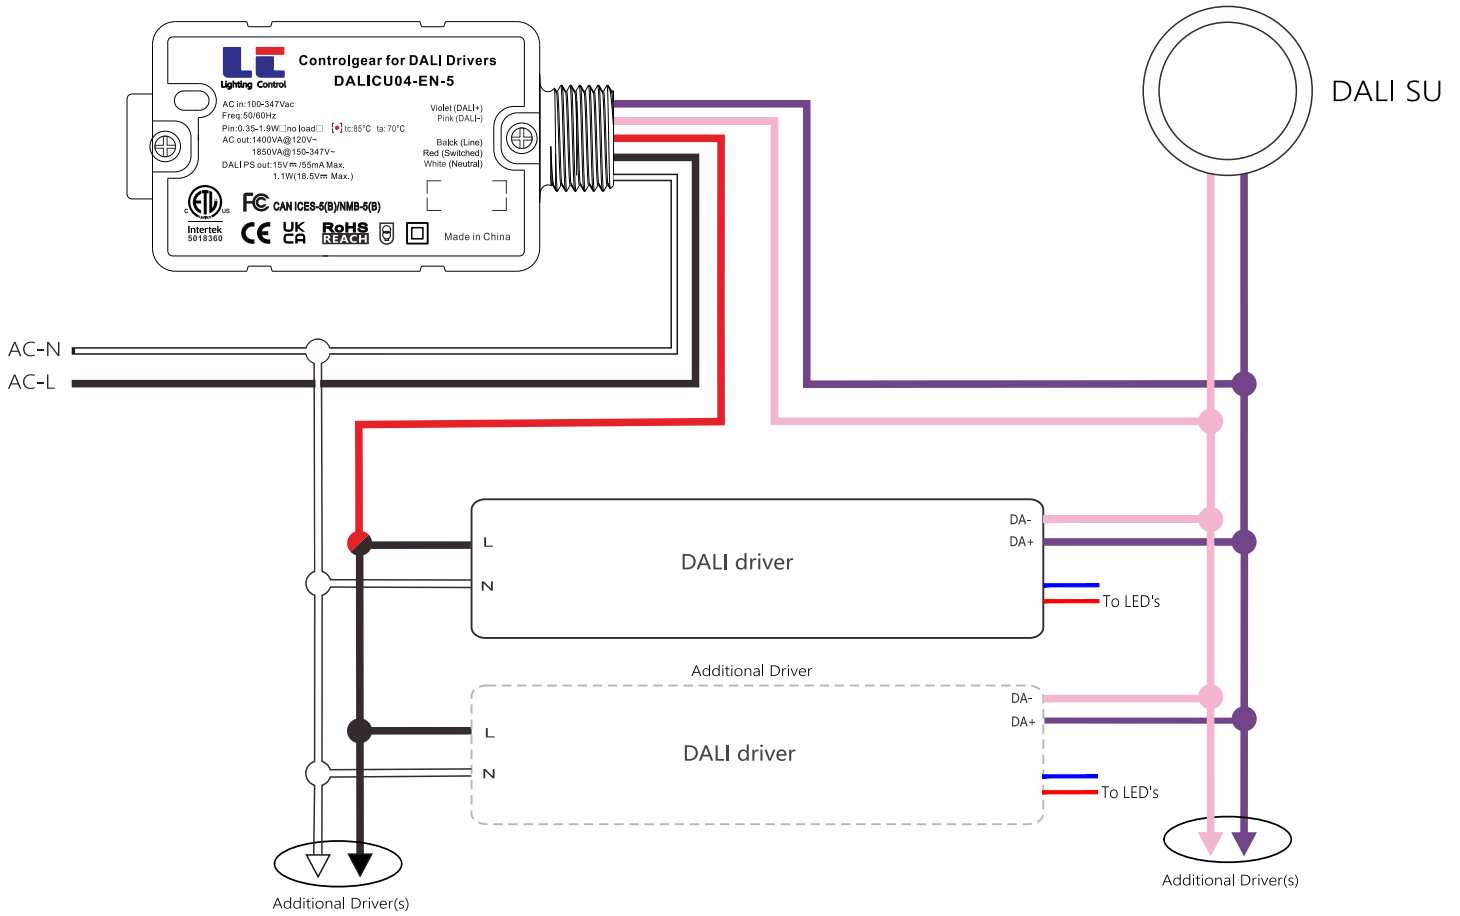 Lighting Control
Controlgear for DALI Drivers
DALICU04-EN-5
AC in:100-347Vac
Freq:50/60Hz
Pin:0.35-1.9W□no load□ tc:85°C ta:70°C
AC out:1400VA@120V~
1850VA@150-347V~
DALI PS out:15V⎓/55mA Max.
1.1W(18.5V⎓ Max.)
Violet (DALI+)
Pink (DALI-)
Balck (Line)
Red (Switched)
White (Neutral)
C ETL US
Intertek
5018360
FC CAN ICES-5(B)/NMB-5(B)
CE UK
CA RoHS
REACH
Made in China
DALI SU
AC-N
AC-L
L
N
DALI driver
DA-
DA+
To LED's
Additional Driver
L
N
DALI driver
DA-
DA+
To LED's
Additional Driver(s)
Additional Driver(s)